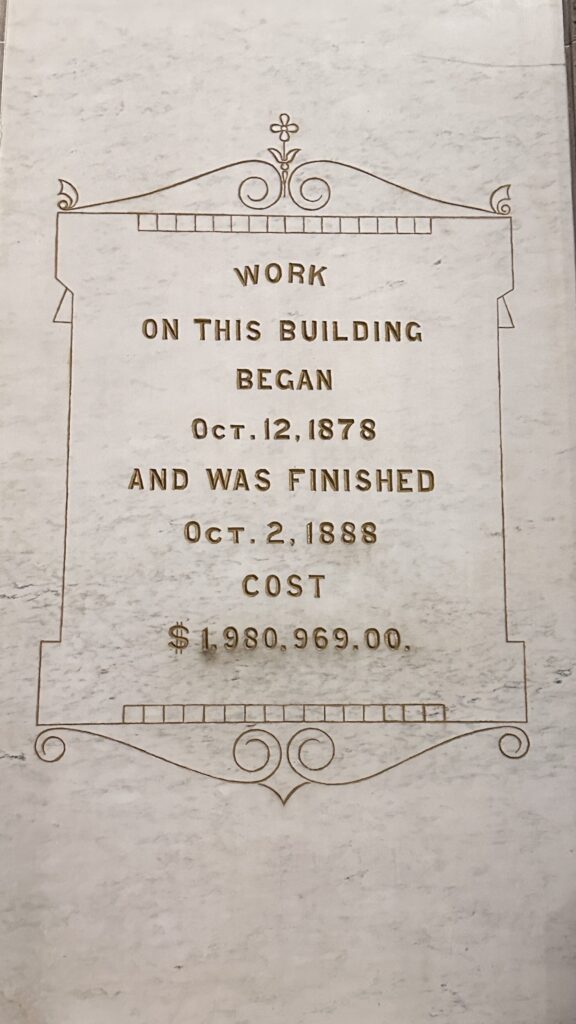 WORK
ON THIS BUILDING
BEGAN
OCT. 12, 1878
AND WAS FINISHED
OCT. 2, 1888
COST
$1,980,969.00.